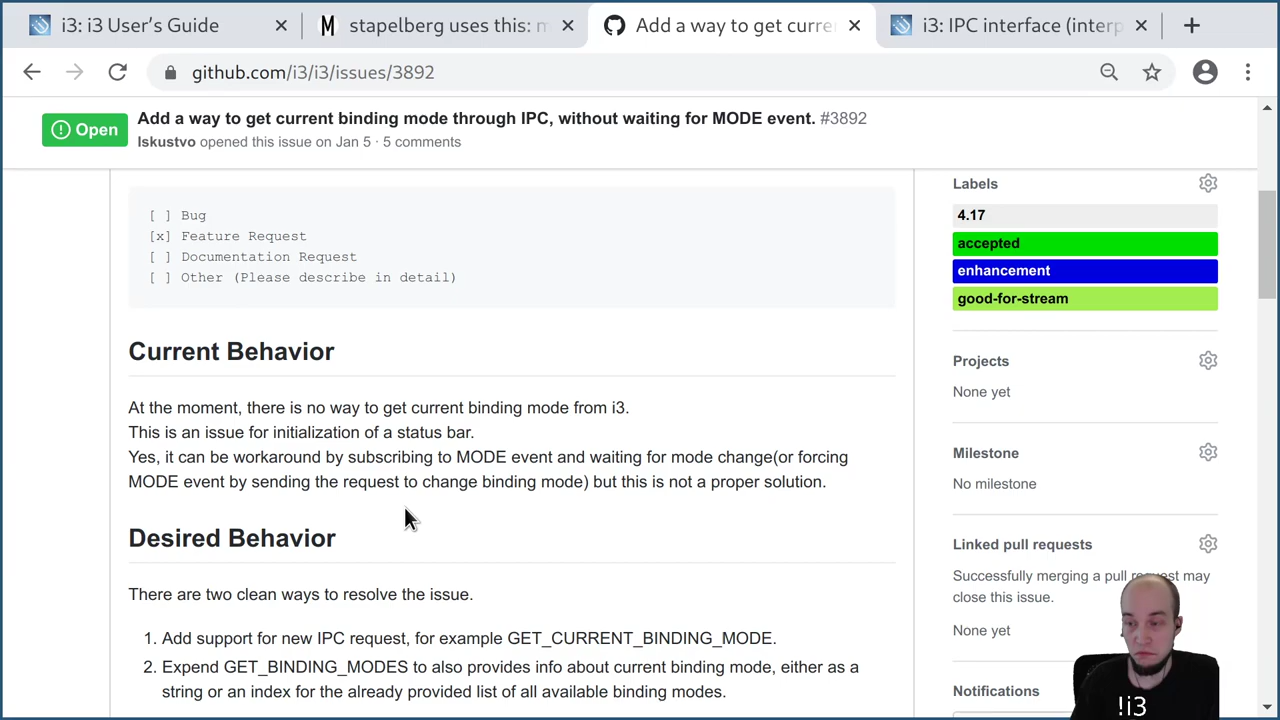 i3: i3 User's Guide
stapelberg uses this: m
Add a way to get curre
i3: IPC interface (interp
github.com/i3/i3/issues/3892
Open
Add a way to get current binding mode through IPC, without waiting for MODE event. #3892
Iskustvo opened this issue on Jan 5 · 5 comments
[ ] Bug
[x] Feature Request
[ ] Documentation Request
[ ] Other (Please describe in detail)
Current Behavior
At the moment, there is no way to get current binding mode from i3.
This is an issue for initialization of a status bar.
Yes, it can be workaround by subscribing to MODE event and waiting for mode change(or forcing
MODE event by sending the request to change binding mode) but this is not a proper solution.
Desired Behavior
There are two clean ways to resolve the issue.
1. Add support for new IPC request, for example GET_CURRENT_BINDING_MODE.
2. Expend GET_BINDING_MODES to also provides info about current binding mode, either as a
string or an index for the already provided list of all available binding modes.
Labels
4.17
accepted
enhancement
good-for-stream
Projects
None yet
Milestone
No milestone
Linked pull requests
Successfully merging a pull request may
close this issue.
None yet
Notifications
!i3